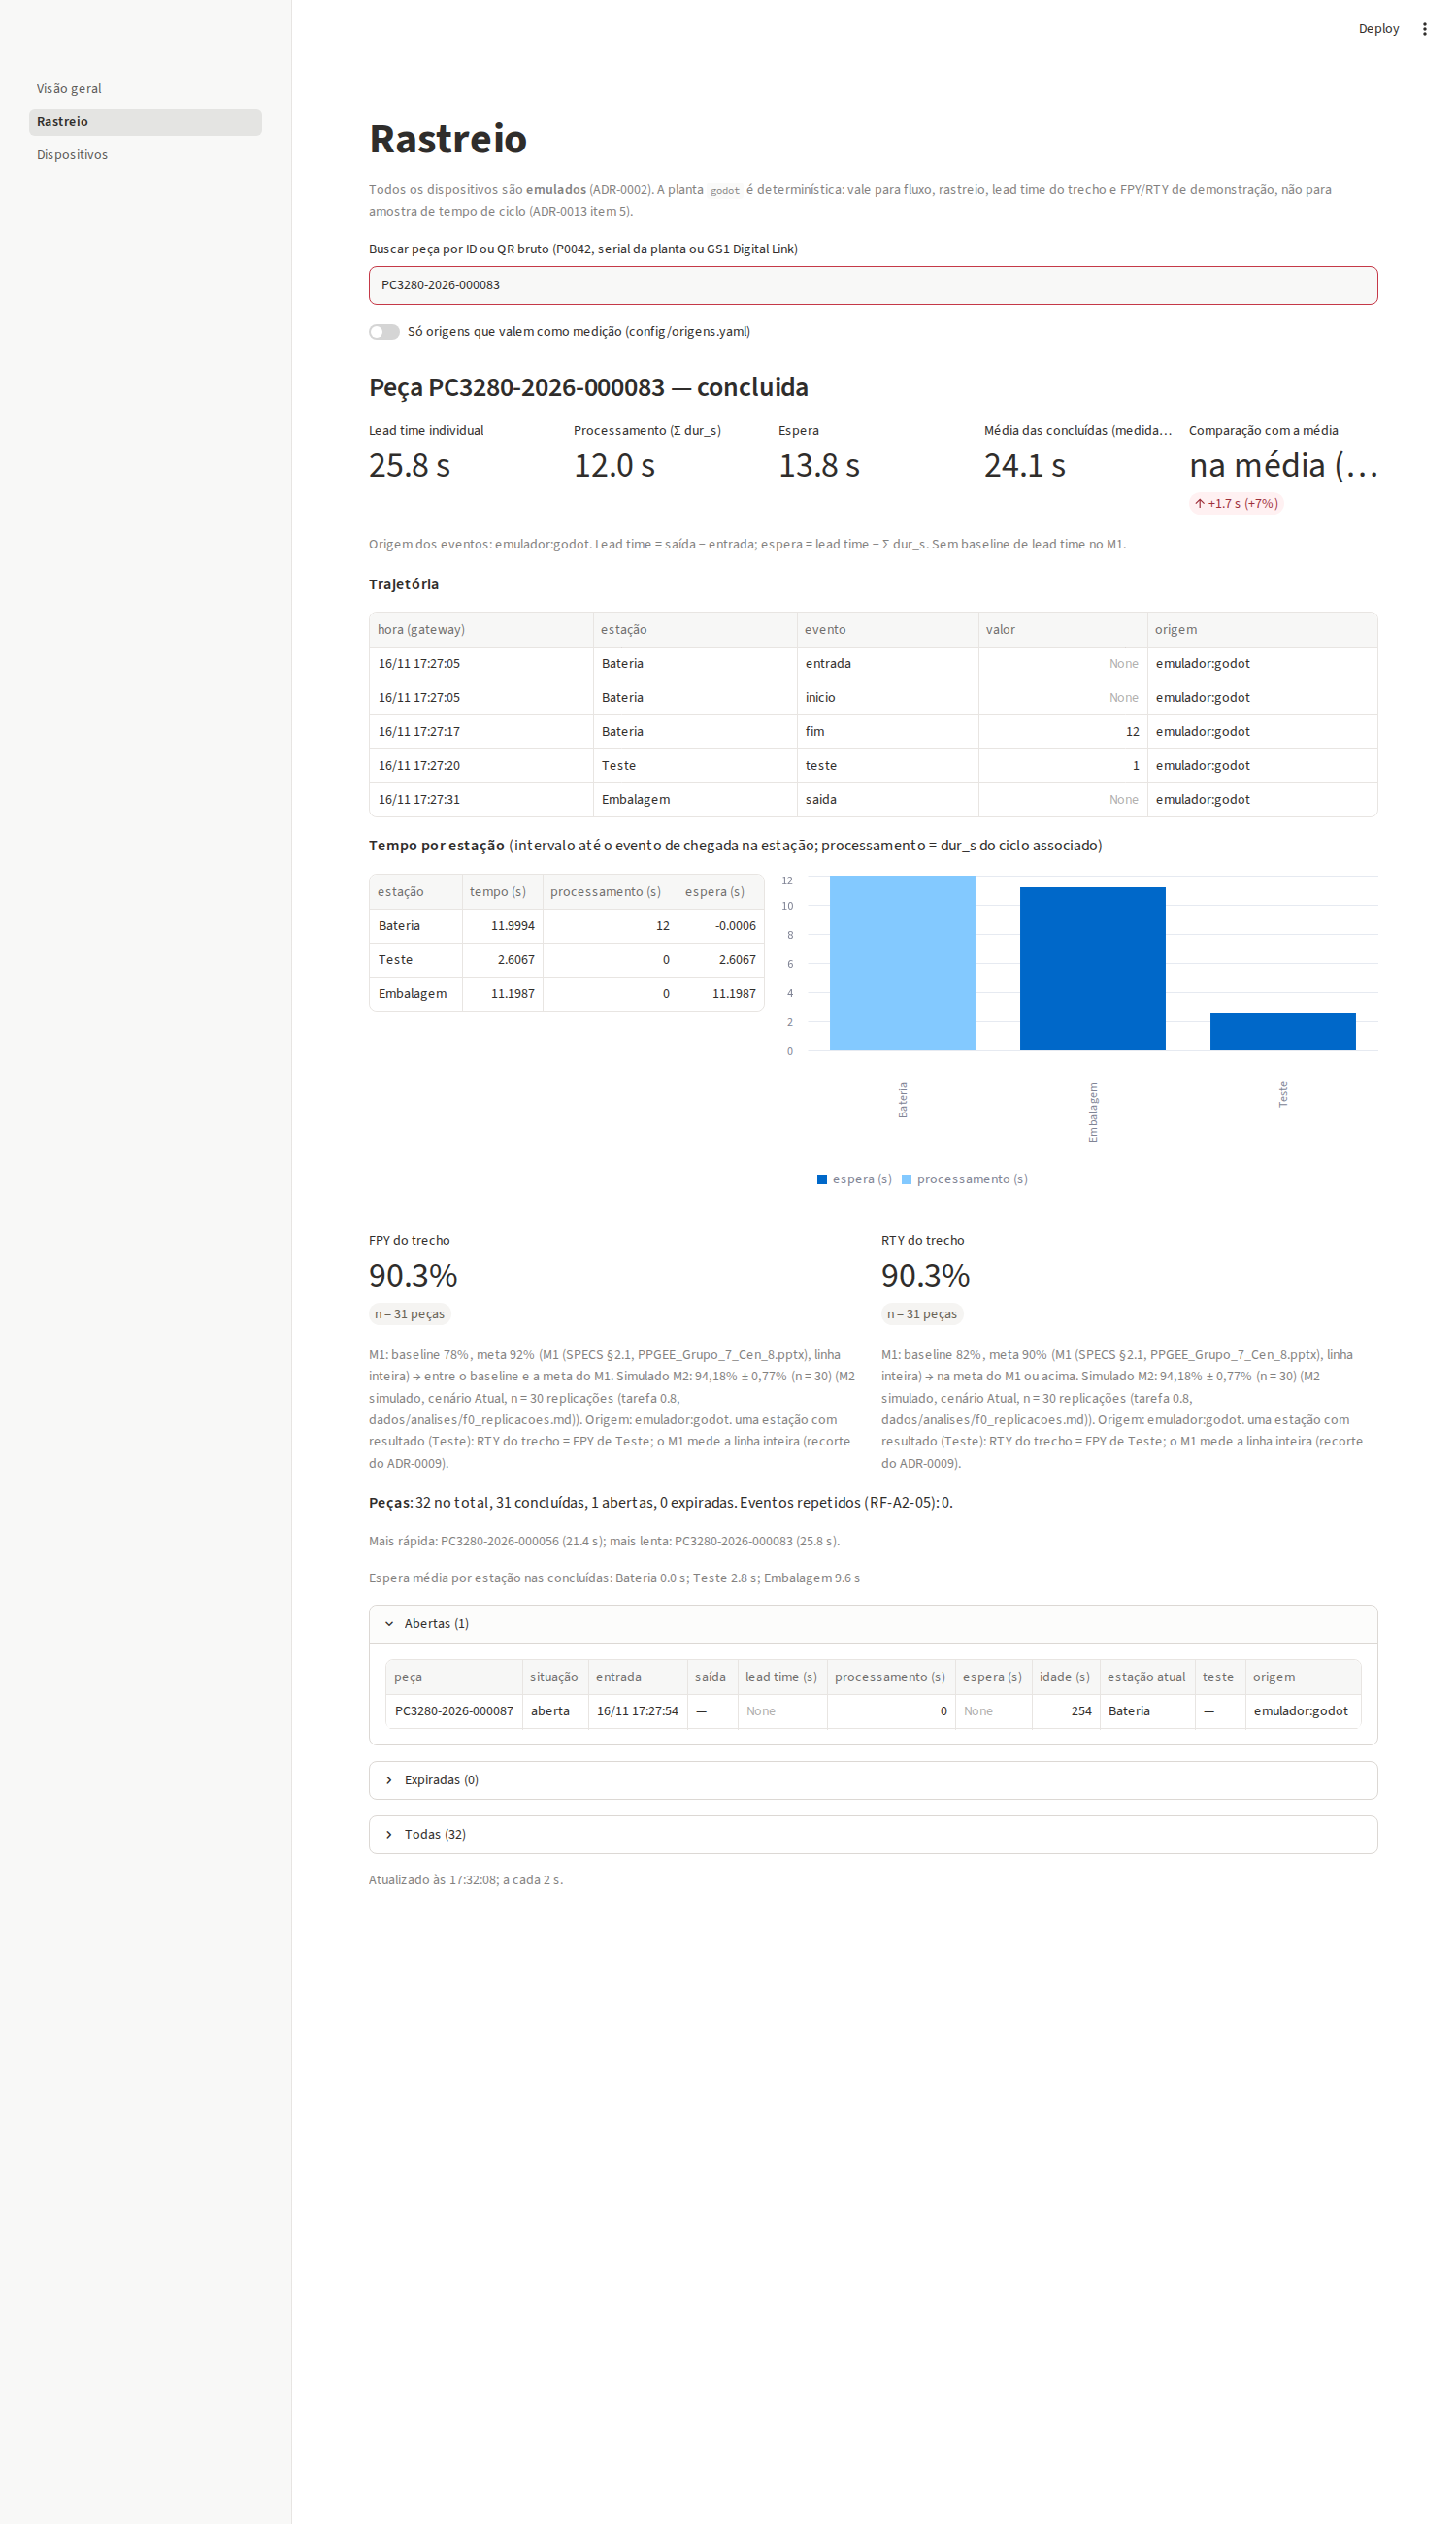 Deploy
Visão geral
Rastreio
Dispositivos
Rastreio
Todos os dispositivos são emulados (ADR-0002). A planta godot é determinística: vale para fluxo, rastreio, lead time do trecho e FPY/RTY de demonstração, não para
amostra de tempo de ciclo (ADR-0013 item 5).
Buscar peça por ID ou QR bruto (P0042, serial da planta ou GS1 Digital Link)
PC3280-2026-000083
Só origens que valem como medição (config/origens.yaml)
Peça PC3280-2026-000083 — concluida
Lead time individual Processamento (Σ dur_s) Espera Média das concluídas (medida… Comparação com a média
25.8 s 12.0 s 13.8 s 24.1 s na média (…
↑ +1.7 s (+7%)
Origem dos eventos: emulador:godot. Lead time = saída − entrada; espera = lead time − Σ dur_s. Sem baseline de lead time no M1.
Trajetória
hora (gateway) estação evento valor origem
16/11 17:27:05 Bateria entrada None emulador:godot
16/11 17:27:05 Bateria inicio None emulador:godot
16/11 17:27:17 Bateria fim 12 emulador:godot
16/11 17:27:20 Teste teste 1 emulador:godot
16/11 17:27:31 Embalagem saida None emulador:godot
Tempo por estação (intervalo até o evento de chegada na estação; processamento = dur_s do ciclo associado)
estação tempo (s) processamento (s) espera (s)
Bateria 11.9994 12 -0.0006
Teste 2.6067 0 2.6067
Embalagem 11.1987 0 11.1987
12
10
8
6
4
2
0
Bateria Embalagem Teste
espera (s) processamento (s)
FPY do trecho
90.3%
n = 31 peças
M1: baseline 78%, meta 92% (M1 (SPECS §2.1, PPGEE_Grupo_7_Cen_8.pptx), linha
inteira) → entre o baseline e a meta do M1. Simulado M2: 94,18% ± 0,77% (n = 30) (M2
simulado, cenário Atual, n = 30 replicações (tarefa 0.8,
dados/analises/f0_replicacoes.md)). Origem: emulador:godot. uma estação com
resultado (Teste): RTY do trecho = FPY de Teste; o M1 mede a linha inteira (recorte
do ADR-0009).
RTY do trecho
90.3%
n = 31 peças
M1: baseline 82%, meta 90% (M1 (SPECS §2.1, PPGEE_Grupo_7_Cen_8.pptx), linha
inteira) → na meta do M1 ou acima. Simulado M2: 94,18% ± 0,77% (n = 30) (M2
simulado, cenário Atual, n = 30 replicações (tarefa 0.8,
dados/analises/f0_replicacoes.md)). Origem: emulador:godot. uma estação com
resultado (Teste): RTY do trecho = FPY de Teste; o M1 mede a linha inteira (recorte
do ADR-0009).
Peças: 32 no total, 31 concluídas, 1 abertas, 0 expiradas. Eventos repetidos (RF-A2-05): 0.
Mais rápida: PC3280-2026-000056 (21.4 s); mais lenta: PC3280-2026-000083 (25.8 s).
Espera média por estação nas concluídas: Bateria 0.0 s; Teste 2.8 s; Embalagem 9.6 s
Abertas (1)
peça situação entrada saída lead time (s) processamento (s) espera (s) idade (s) estação atual teste origem
PC3280-2026-000087 aberta 16/11 17:27:54 — None 0 None 254 Bateria — emulador:godot
Expiradas (0)
Todas (32)
Atualizado às 17:32:08; a cada 2 s.